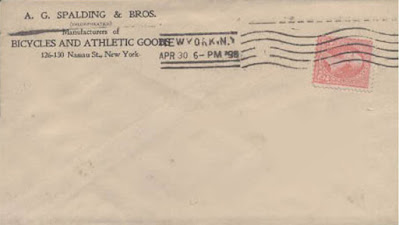 A. G. SPALDING & BROS.
(INCORPORATED)
Manufacturers of
BICYCLES AND ATHLETIC GOODS
126-130 Nassau St., New York.
NEW YORK, N.Y.
APR 30 6-PM '98